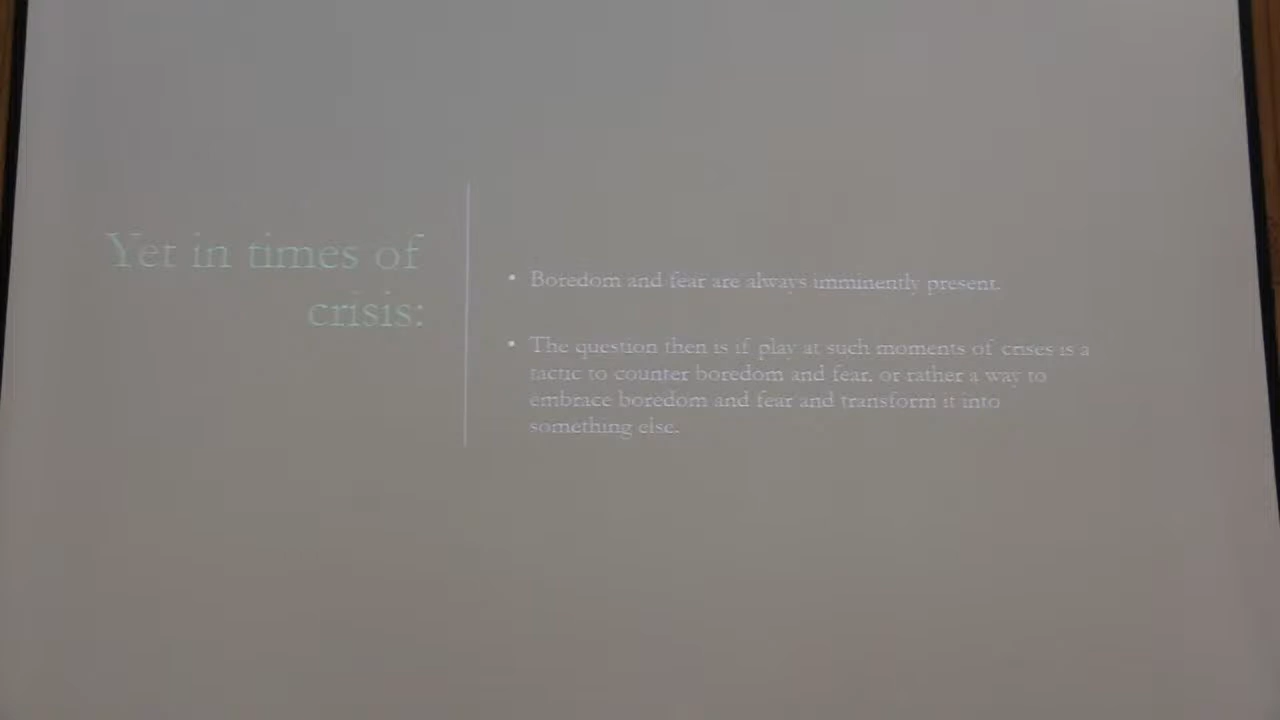 Yet in times of
crisis:
• Boredom and fear are always imminently present.
• The question then is if play at such moments of crises is a
tactic to counter boredom and fear, or rather a way to
embrace boredom and fear and transform it into
something else.